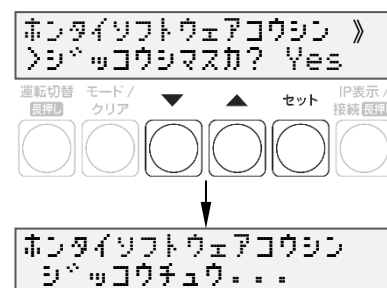 ホンタイソフトウェアコウシン 》
>ジッコウシマスカ? Yes
運転切替 モード/ ▼ ▲ セット IP表示/
長押し クリア 接続 長押
ホンタイソフトウェアコウシン
ジッコウチュウ...